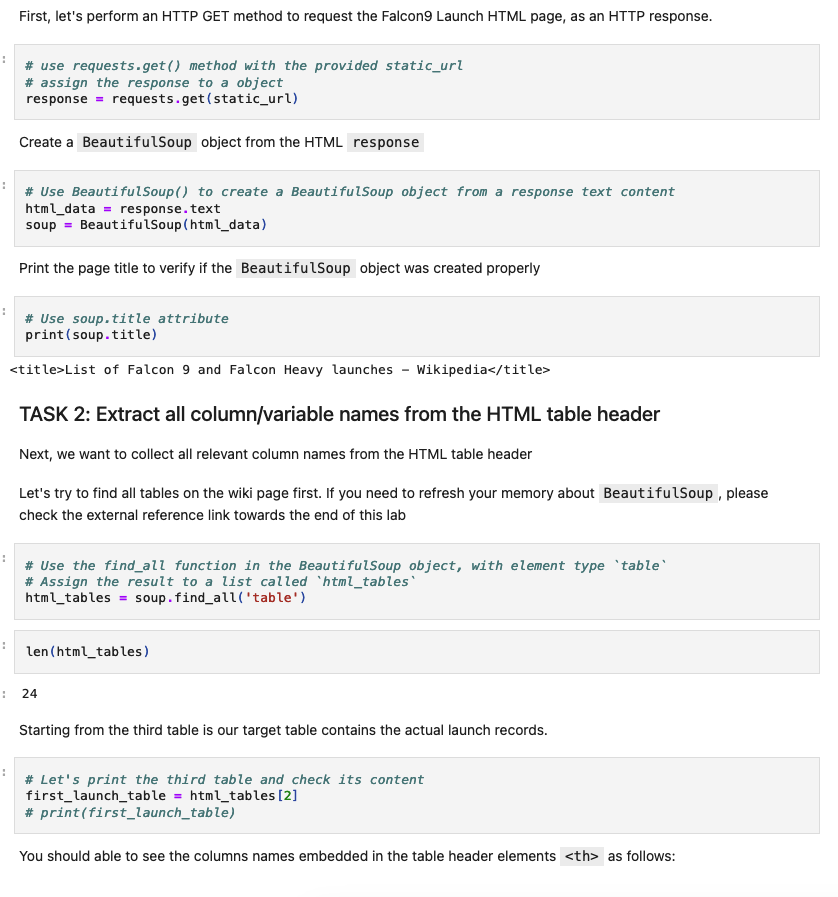 First, let's perform an HTTP GET method to request the Falcon9 Launch HTML page, as an HTTP response.
:
# use requests.get() method with the provided static_url
# assign the response to a object
response = requests.get(static_url)
Create a BeautifulSoup object from the HTML response
:
# Use BeautifulSoup() to create a BeautifulSoup object from a response text content
html_data = response.text
soup = BeautifulSoup(html_data)
Print the page title to verify if the BeautifulSoup object was created properly
:
# Use soup.title attribute
print(soup.title)
<title>List of Falcon 9 and Falcon Heavy launches – Wikipedia</title>
TASK 2: Extract all column/variable names from the HTML table header
Next, we want to collect all relevant column names from the HTML table header
Let's try to find all tables on the wiki page first. If you need to refresh your memory about BeautifulSoup, please
check the external reference link towards the end of this lab
:
# Use the find_all function in the BeautifulSoup object, with element type `table`
# Assign the result to a list called `html_tables`
html_tables = soup.find_all('table')
:
len(html_tables)
: 24
Starting from the third table is our target table contains the actual launch records.
:
# Let's print the third table and check its content
first_launch_table = html_tables[2]
# print(first_launch_table)
You should able to see the columns names embedded in the table header elements <th> as follows: